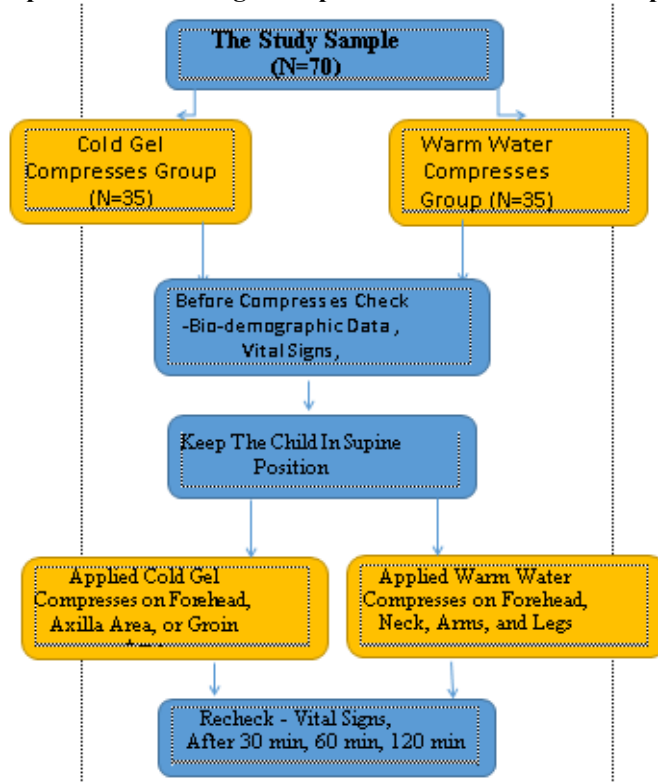 The Study Sample
(N=70)
Cold Gel
Compresses Group
(N=35)
Warm Water
Compresses
Group (N=35)
Before Compresses Check
-Bio-demographic Data ,
Vital Signs,
Keep The Child In Supine
Position
Applied Cold Gel
Compresses on Forehead,
Axilla Area, or Groin
Applied Warm Water
Compresses on Forehead,
Neck, Arms, and Legs
Recheck - Vital Signs,
After 30 min, 60 min, 120 min